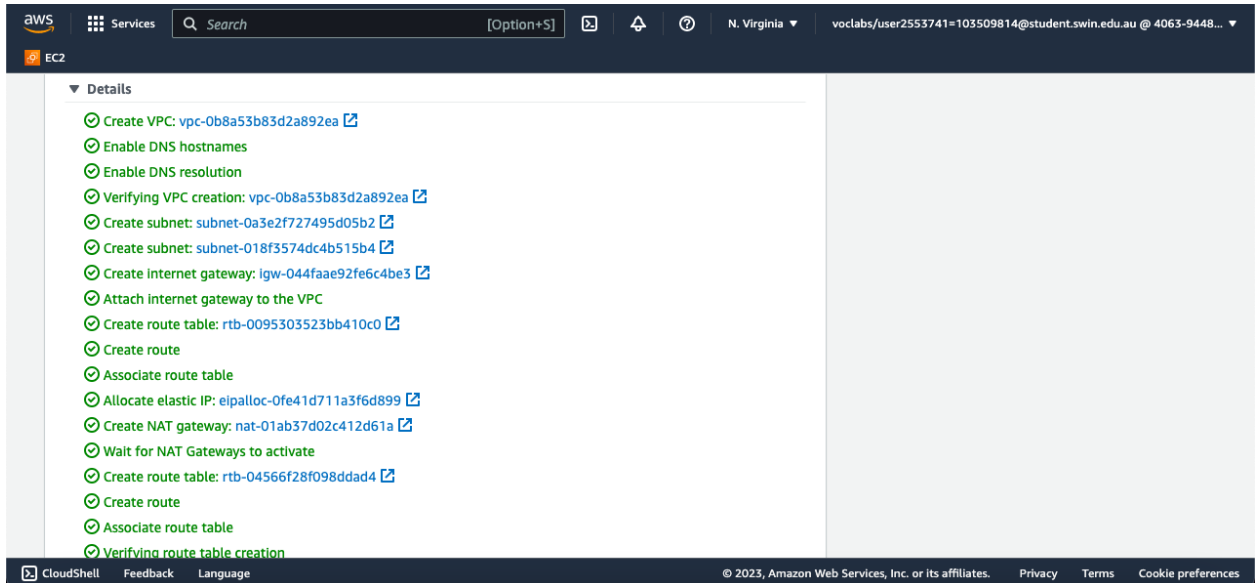 aws Services Search [Option+S] N. Virginia ▼ voclabs/user2553741=103509814@student.swin.edu.au @ 4063-9448... ▼
EC2
▼ Details
Create VPC: vpc-0b8a53b83d2a892ea
Enable DNS hostnames
Enable DNS resolution
Verifying VPC creation: vpc-0b8a53b83d2a892ea
Create subnet: subnet-0a3e2f727495d05b2
Create subnet: subnet-018f3574dc4b515b4
Create internet gateway: igw-044faae92fe6c4be3
Attach internet gateway to the VPC
Create route table: rtb-0095303523bb410c0
Create route
Associate route table
Allocate elastic IP: eipalloc-0fe41d711a3f6d899
Create NAT gateway: nat-01ab37d02c412d61a
Wait for NAT Gateways to activate
Create route table: rtb-04566f28f098ddad4
Create route
Associate route table
Verifying route table creation
CloudShell Feedback Language © 2023, Amazon Web Services, Inc. or its affiliates. Privacy Terms Cookie preferences